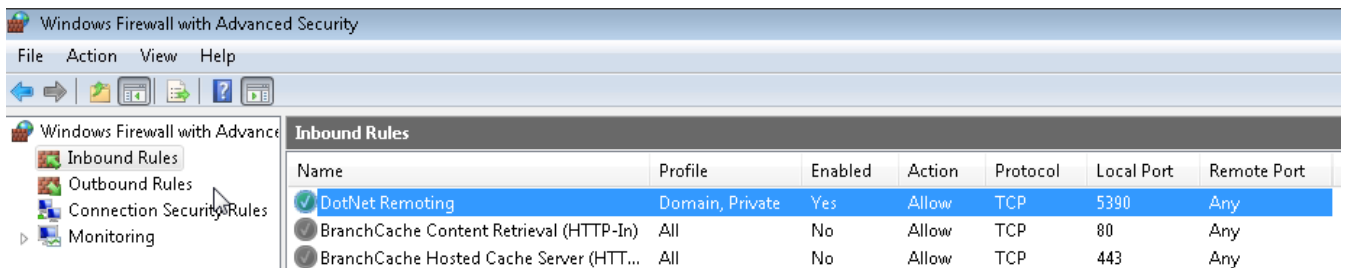 Windows Firewall with Advanced Security
File Action View Help
Windows Firewall with Advance
Inbound Rules
Outbound Rules
Connection Security Rules
Monitoring
Inbound Rules
Name Profile Enabled Action Protocol Local Port Remote Port
DotNet Remoting Domain, Private Yes Allow TCP 5390 Any
BranchCache Content Retrieval (HTTP-In) All No Allow TCP 80 Any
BranchCache Hosted Cache Server (HTT... All No Allow TCP 443 Any